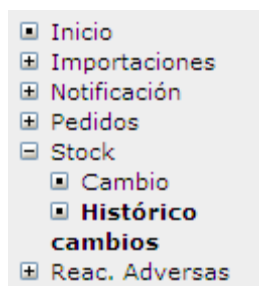 Inicio
Importaciones
Notificación
Pedidos
Stock
Cambio
Histórico
cambios
Reac. Adversas